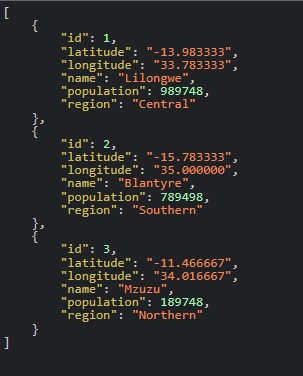 [
    {
        "id": 1,
        "latitude": "-13.983333",
        "longitude": "33.783333",
        "name": "Lilongwe",
        "population": 989748,
        "region": "Central"
    },
    {
        "id": 2,
        "latitude": "-15.783333",
        "longitude": "35.000000",
        "name": "Blantyre",
        "population": 789498,
        "region": "Southern"
    },
    {
        "id": 3,
        "latitude": "-11.466667",
        "longitude": "34.016667",
        "name": "Mzuzu",
        "population": 189748,
        "region": "Northern"
    }
]